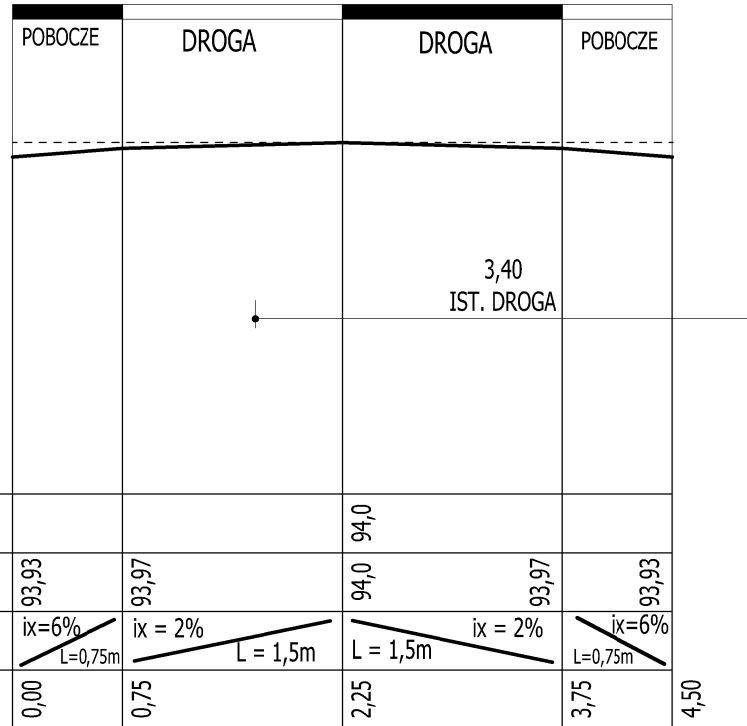 POBOCZE DROGA DROGA POBOCZE
3,40
IST. DROGA
94,0
93,93 93,97 94,0 93,97 93,93
ix=6% ix = 2% ix = 2% ix=6%
L=0,75m L = 1,5m L = 1,5m L=0,75m
0,00 0,75 2,25 3,75 4,50